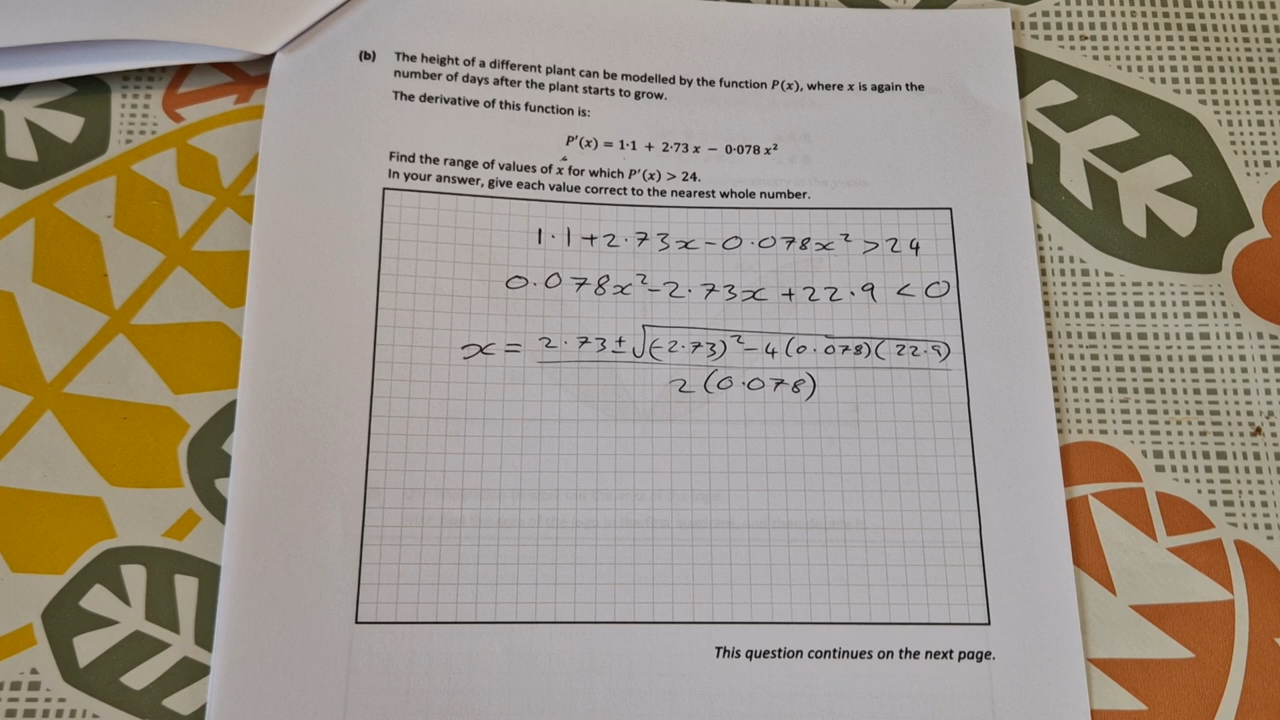 (b) The height of a different plant can be modelled by the function P(x), where x is again the
number of days after the plant starts to grow.
The derivative of this function is:
P′(x) = 1·1 + 2·73 x − 0·078 x²
Find the range of values of x for which P′(x) > 24.
In your answer, give each value correct to the nearest whole number.
1·1+2·73x−0·078x²>24
0·078x²−2·73x+22·9<0
x = (2·73±√((2·73)²−4(0·078)(22·9)))
2(0·078)
This question continues on the next page.